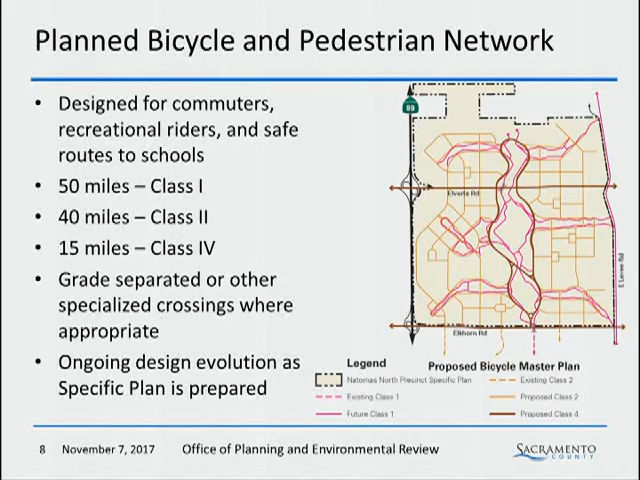 Planned Bicycle and Pedestrian Network
• Designed for commuters,
recreational riders, and safe
routes to schools
• 50 miles – Class I
• 40 miles – Class II
• 15 miles – Class IV
• Grade separated or other
specialized crossings where
appropriate
• Ongoing design evolution as
Specific Plan is prepared
99
Elverta Rd
E Levee Rd
Elkhorn Rd
Legend
Proposed Bicycle Master Plan
Natomas North Precinct Specific Plan
Existing Class 2
Existing Class 1
Proposed Class 2
Future Class 1
Proposed Class 4
8 November 7, 2017 Office of Planning and Environmental Review
SACRAMENTO
COUNTY